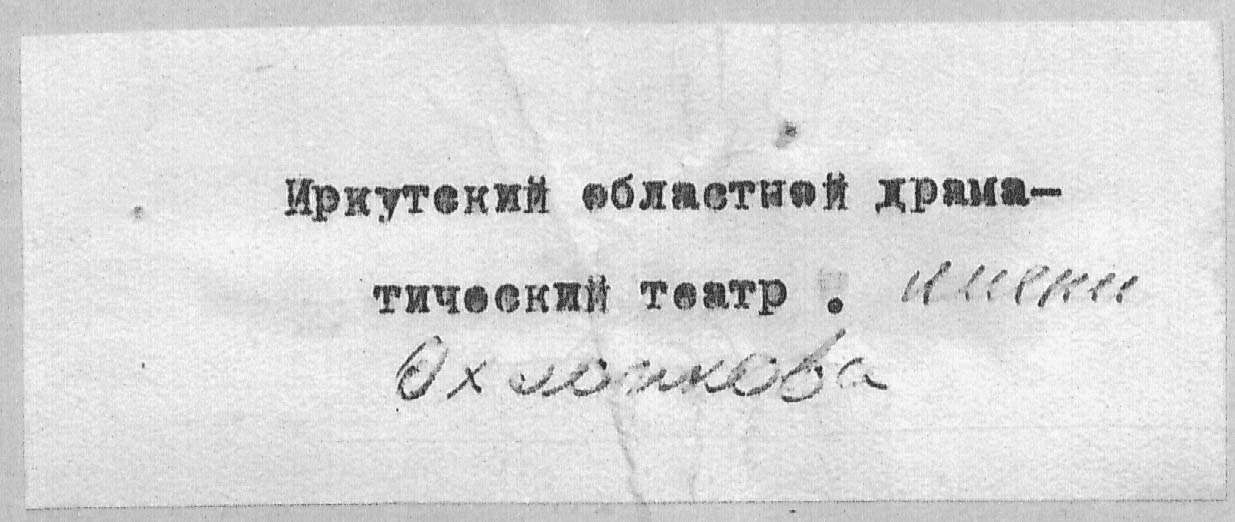 Иркутский областной драма-
тический театр . имени
Охлопкова